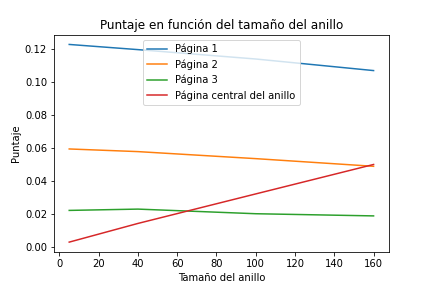 Puntaje en función del tamaño del anillo
Puntaje
0.12
0.10
0.08
0.06
0.04
0.02
0.00
Página 1
Página 2
Página 3
Página central del anillo
0 20 40 60 80 100 120 140 160
Tamaño del anillo